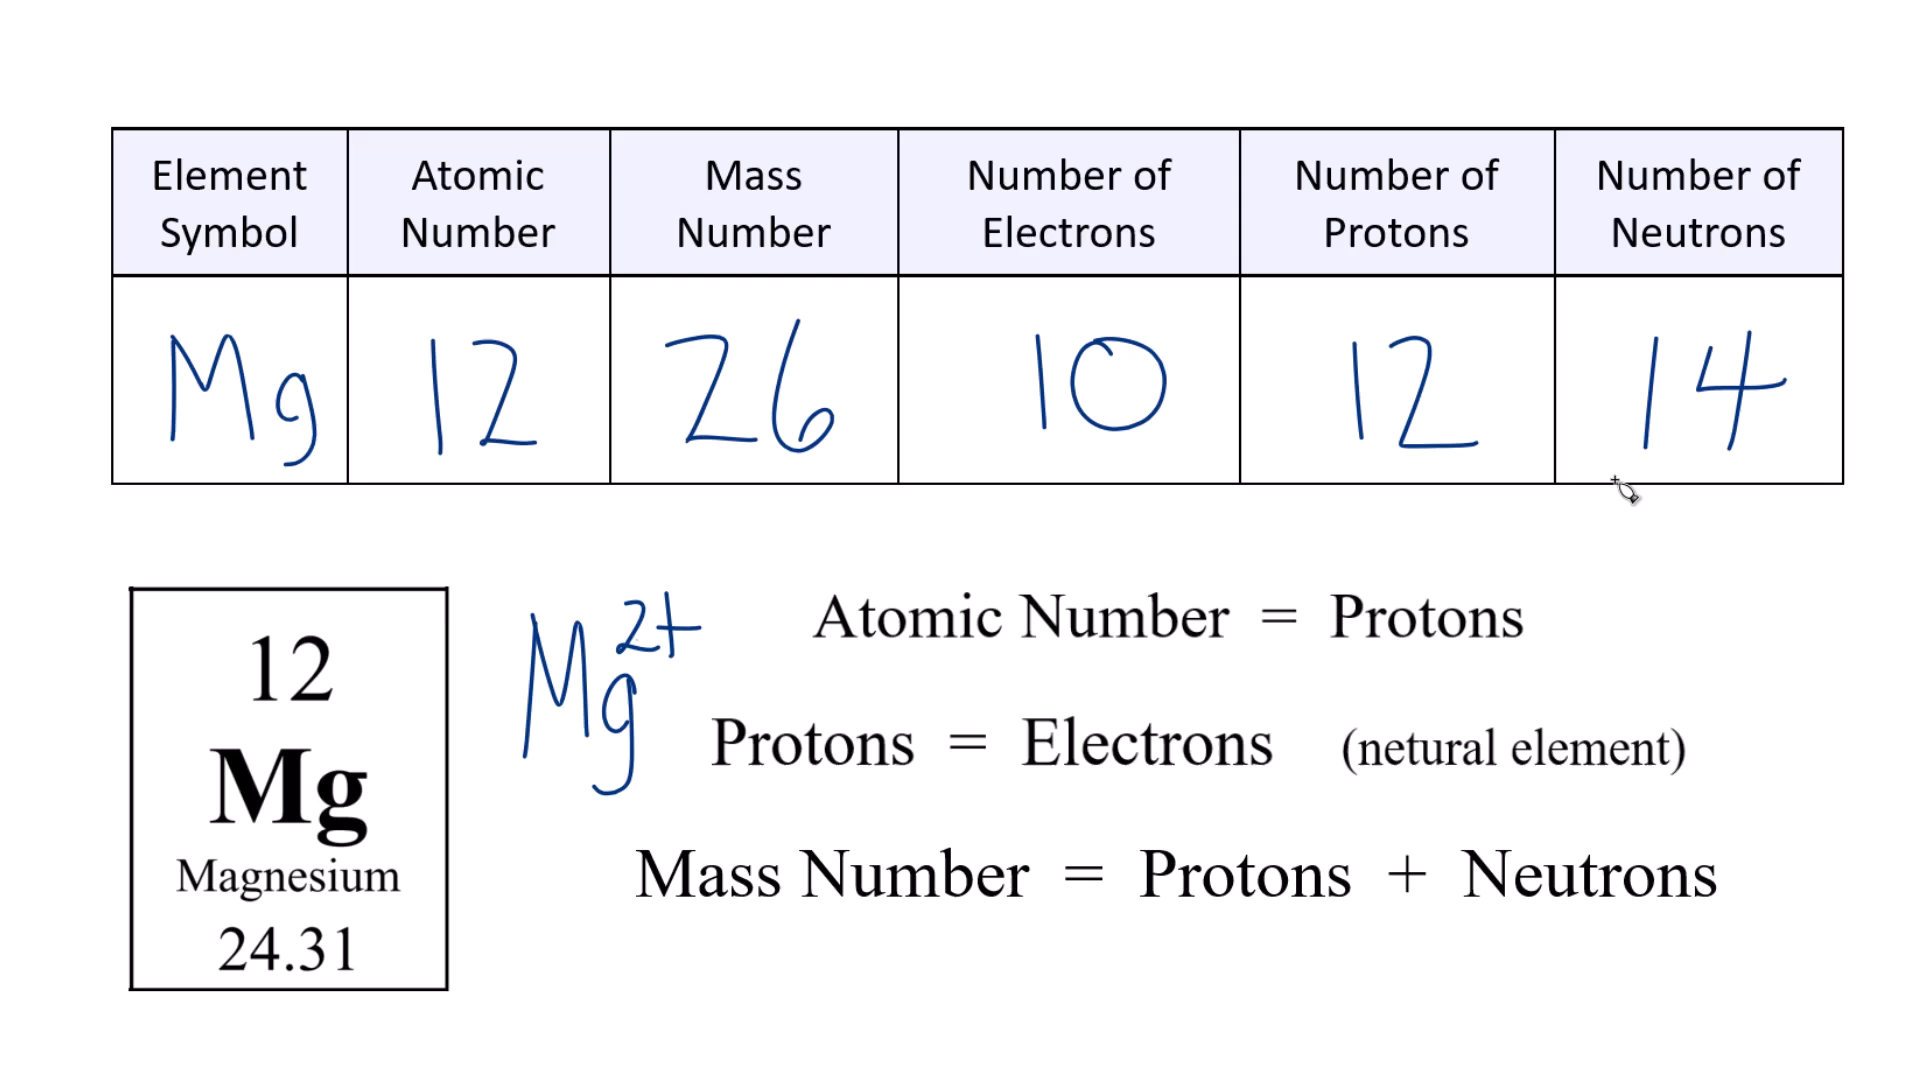 Element Symbol Atomic Number Mass Number Number of Electrons Number of Protons Number of Neutrons
Mg 12 26 10 12 14
12
Mg
Magnesium
24.31
Mg²⁺
Atomic Number = Protons
Protons = Electrons (netural element)
Mass Number = Protons + Neutrons